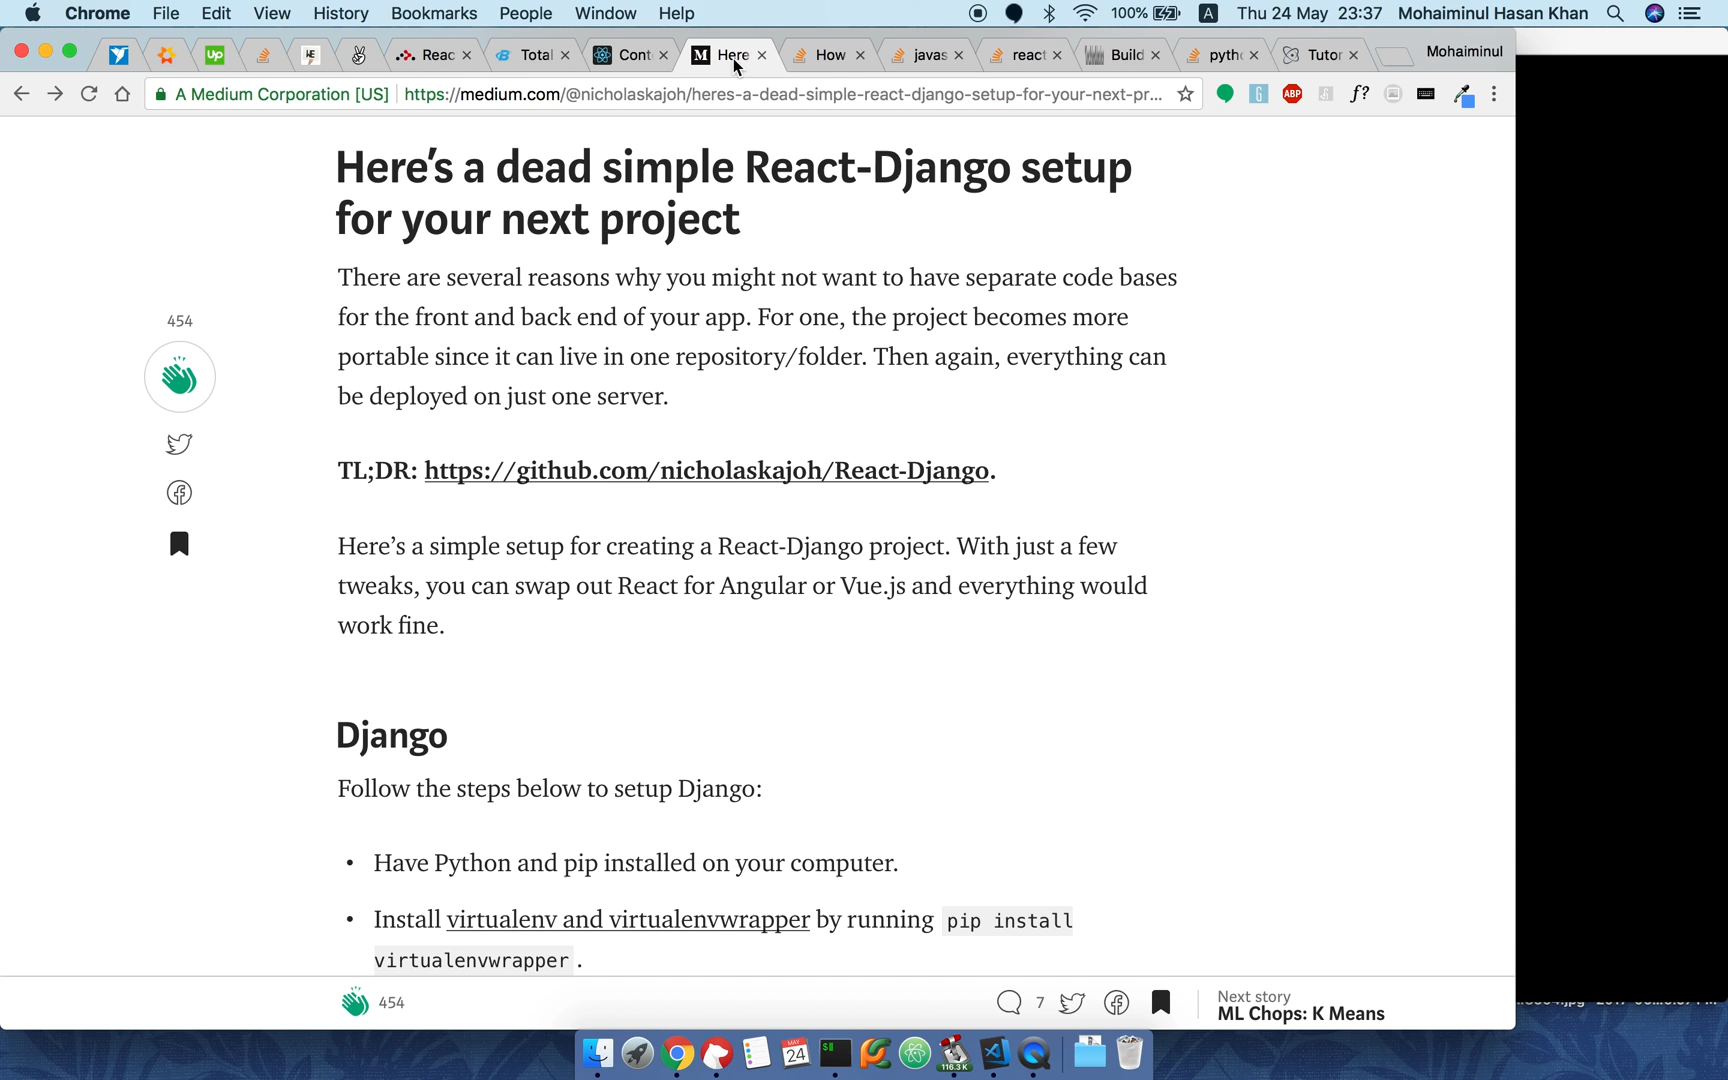 Chrome File Edit View History Bookmarks People Window Help 100% A Thu 24 May 23:37 Mohaiminul Hasan Khan
Up Reac Total Cont M Here How javas react Build pytho Tutor Mohaiminul
A Medium Corporation [US] https://medium.com/@nicholaskajoh/heres-a-dead-simple-react-django-setup-for-your-next-pr... ABP f?
Here’s a dead simple React-Django setup
for your next project
There are several reasons why you might not want to have separate code bases
for the front and back end of your app. For one, the project becomes more
portable since it can live in one repository/folder. Then again, everything can
be deployed on just one server.
454
TL;DR: https://github.com/nicholaskajoh/React-Django.
Here’s a simple setup for creating a React-Django project. With just a few
tweaks, you can swap out React for Angular or Vue.js and everything would
work fine.
Django
Follow the steps below to setup Django:
• Have Python and pip installed on your computer.
• Install virtualenv and virtualenvwrapper by running pip install
virtualenvwrapper .
454 7
Next story
ML Chops: K Means
MAY
24
$
116.3 K